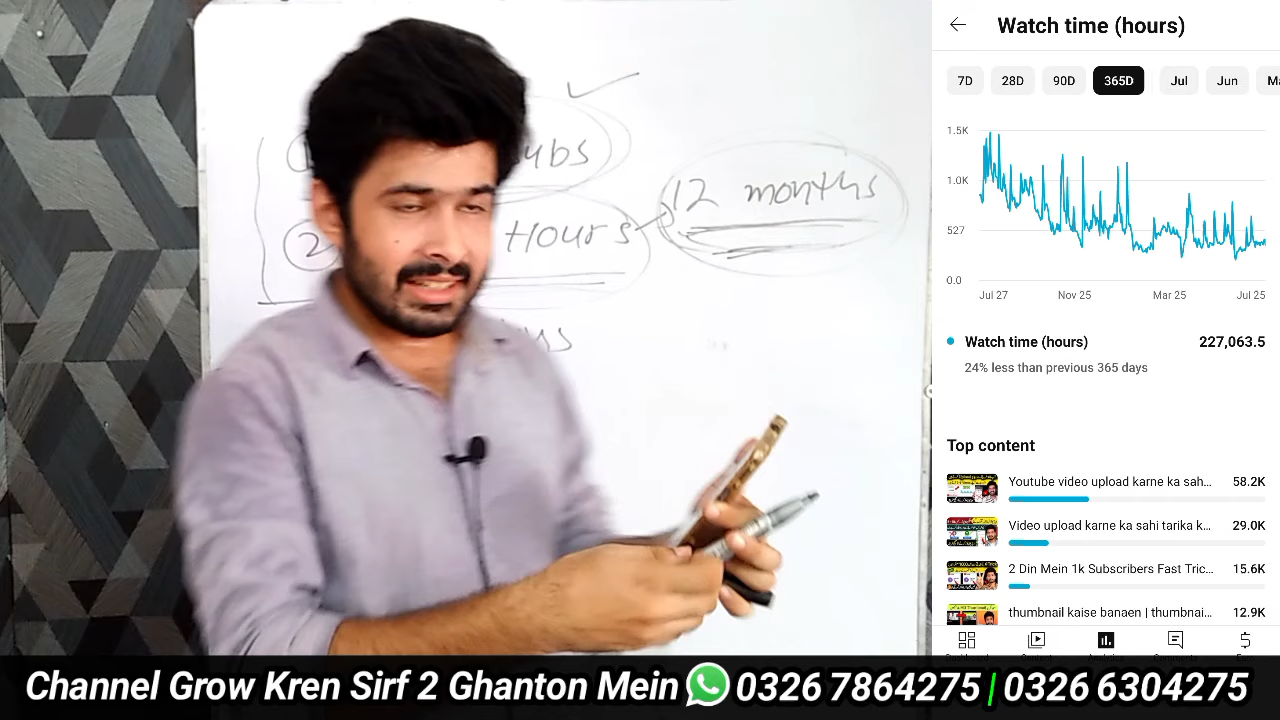 ubs
12 months
2
Hours
Watch time (hours)
7D 28D 90D 365D Jul Jun Ma
1.5K
1.0K
527
0.0
Jul 27 Nov 25 Mar 25 Jul 25
Watch time (hours) 227,063.5
24% less than previous 365 days
Top content
Youtube video upload karne ka sah... 58.2K
Video upload karne ka sahi tarika k... 29.0K
2 Din Mein 1k Subscribers Fast Tric... 15.6K
thumbnail kaise banaen | thumbnai... 12.9K
Channel Grow Kren Sirf 2 Ghanton Mein 0326 7864275 | 0326 6304275